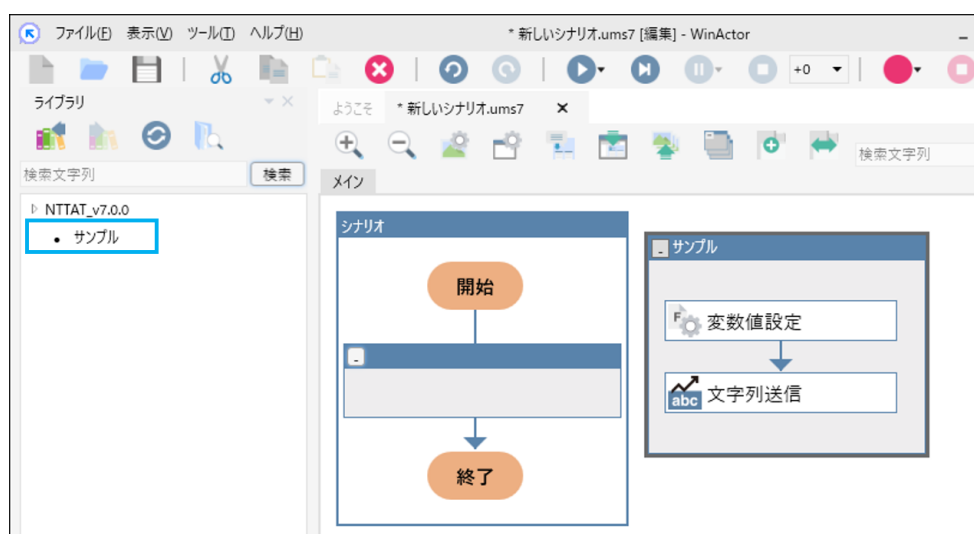 ファイル(F) 表示(V) ツール(T) ヘルプ(H)
* 新しいシナリオ.ums7 [編集] - WinActor
+0
ライブラリ
ようこそ
* 新しいシナリオ.ums7
検索文字列
検索
検索文字列
メイン
NTTAT_v7.0.0
サンプル
シナリオ
開始
終了
サンプル
F
変数値設定
abc
文字列送信